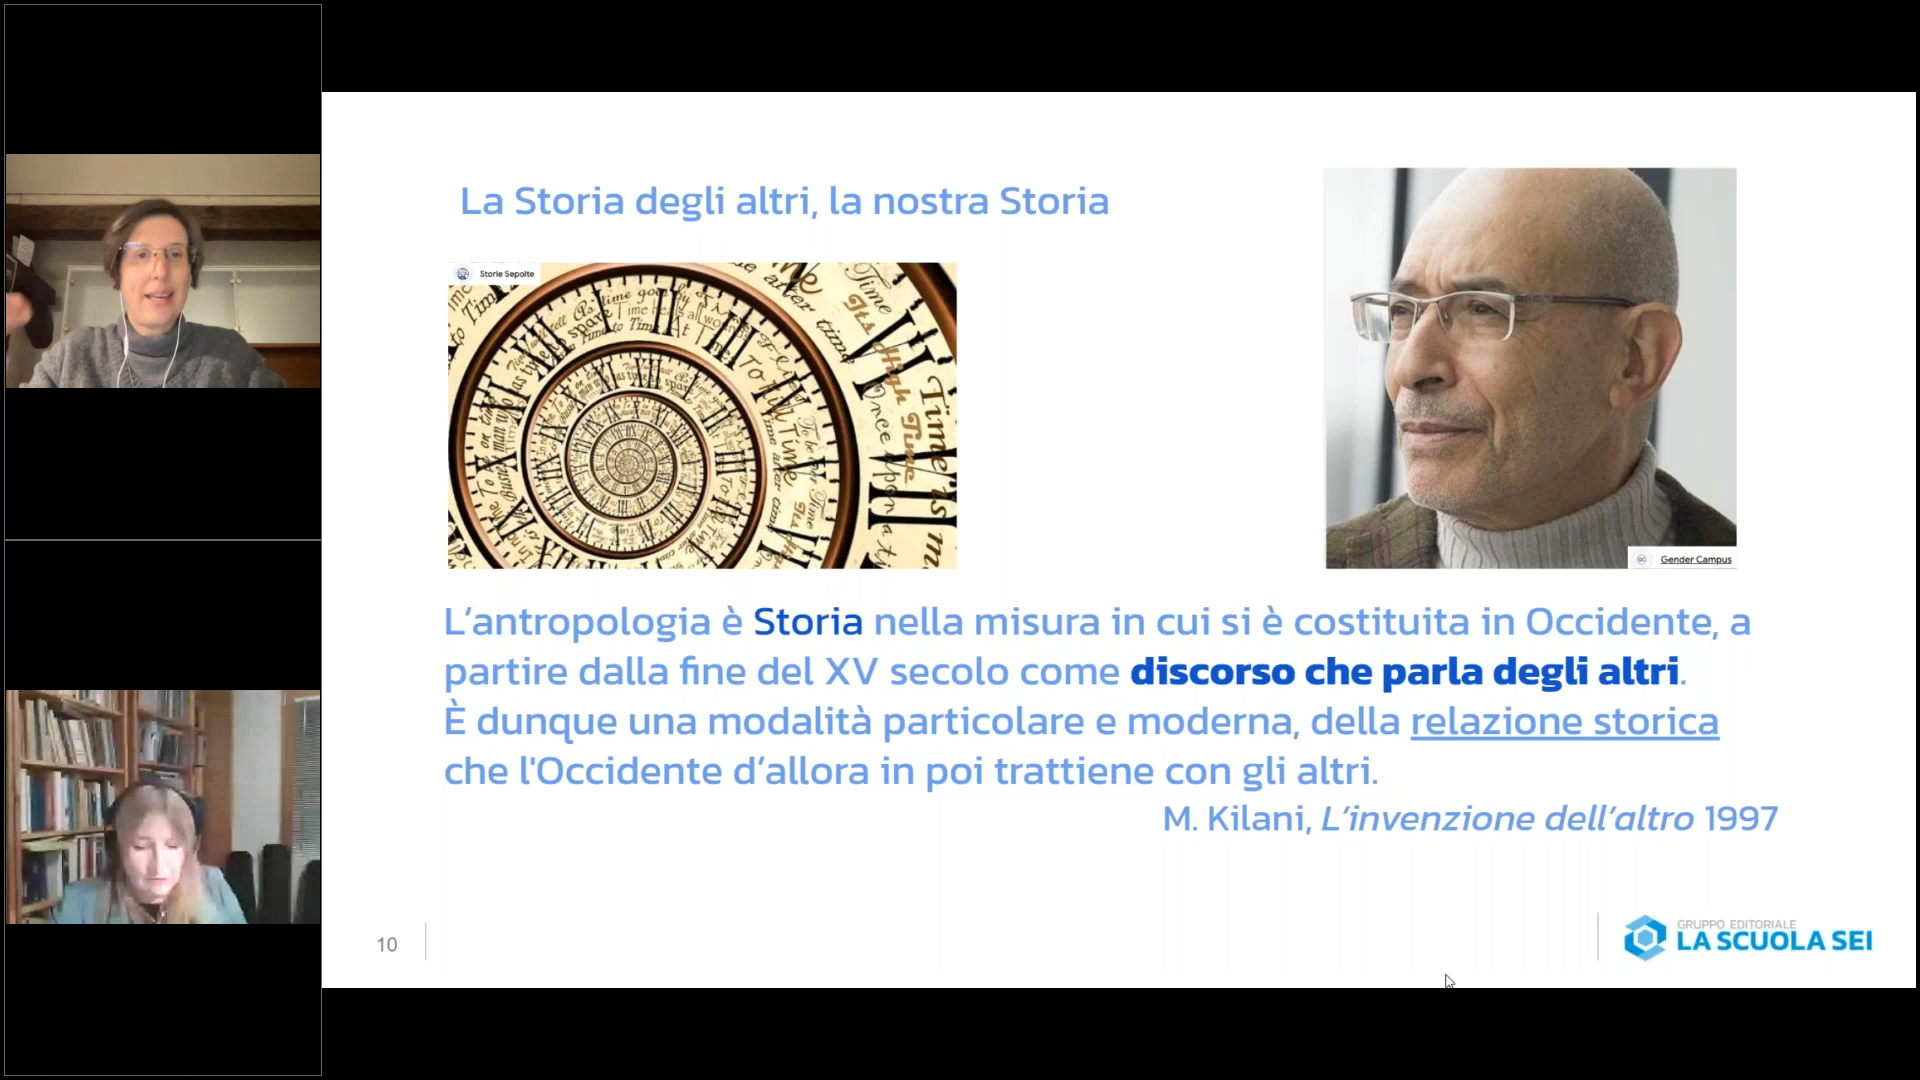 La Storia degli altri, la nostra Storia
Storie Sepolte
Gender Campus
L’antropologia è Storia nella misura in cui si è costituita in Occidente, a
partire dalla fine del XV secolo come discorso che parla degli altri.
È dunque una modalità particolare e moderna, della relazione storica
che l'Occidente d’allora in poi trattiene con gli altri.
M. Kilani, L’invenzione dell’altro 1997
10
GRUPPO EDITORIALE
LA SCUOLA SEI